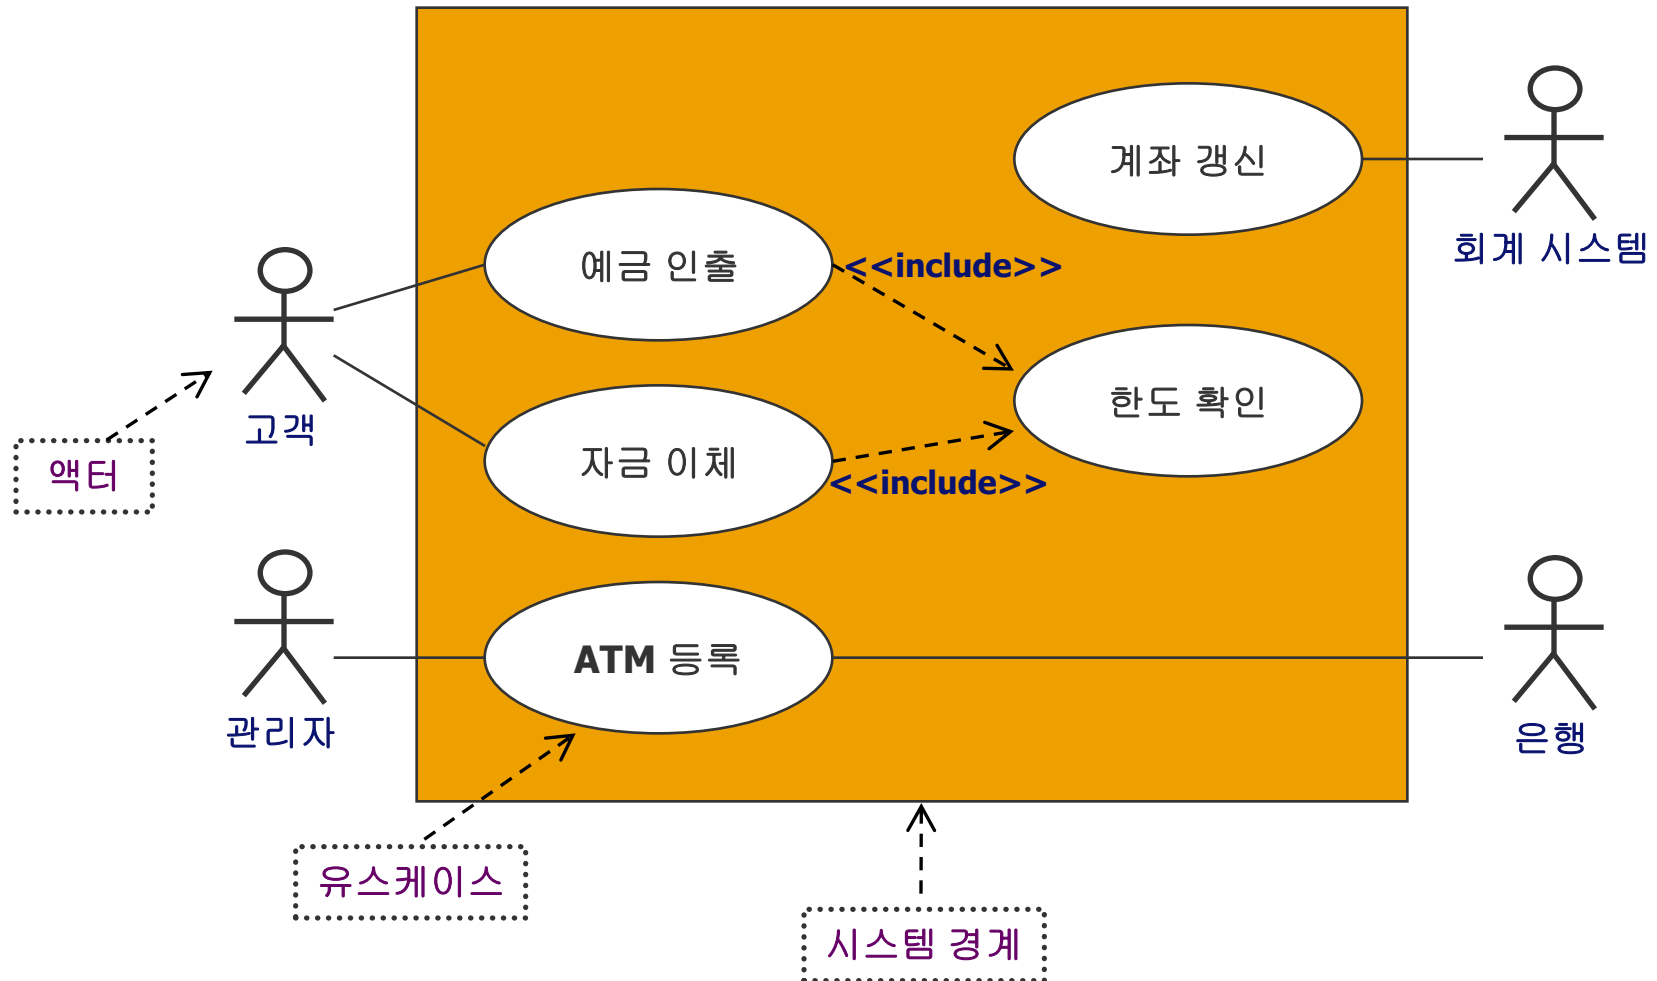 계좌 갱신
회계 시스템
예금 인출
<<include>>
한도 확인
고객
액터
자금 이체
<<include>>
ATM 등록
관리자
은행
유스케이스
시스템 경계